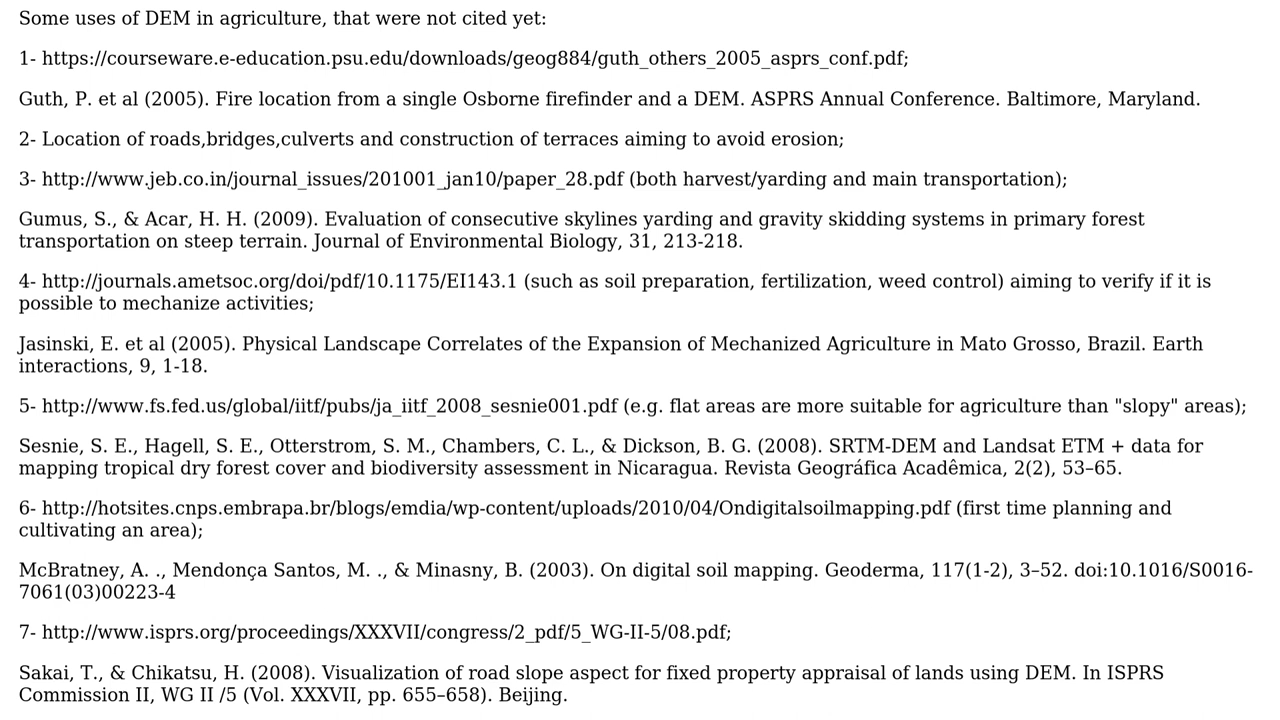 Some uses of DEM in agriculture, that were not cited yet:
1- https://courseware.e-education.psu.edu/downloads/geog884/guth_others_2005_asprs_conf.pdf;
Guth, P. et al (2005). Fire location from a single Osborne firefinder and a DEM. ASPRS Annual Conference. Baltimore, Maryland.
2- Location of roads,bridges,culverts and construction of terraces aiming to avoid erosion;
3- http://www.jeb.co.in/journal_issues/201001_jan10/paper_28.pdf (both harvest/yarding and main transportation);
Gumus, S., & Acar, H. H. (2009). Evaluation of consecutive skylines yarding and gravity skidding systems in primary forest
transportation on steep terrain. Journal of Environmental Biology, 31, 213-218.
4- http://journals.ametsoc.org/doi/pdf/10.1175/EI143.1 (such as soil preparation, fertilization, weed control) aiming to verify if it is
possible to mechanize activities;
Jasinski, E. et al (2005). Physical Landscape Correlates of the Expansion of Mechanized Agriculture in Mato Grosso, Brazil. Earth
interactions, 9, 1-18.
5- http://www.fs.fed.us/global/iitf/pubs/ja_iitf_2008_sesnie001.pdf (e.g. flat areas are more suitable for agriculture than "slopy" areas);
Sesnie, S. E., Hagell, S. E., Otterstrom, S. M., Chambers, C. L., & Dickson, B. G. (2008). SRTM-DEM and Landsat ETM + data for
mapping tropical dry forest cover and biodiversity assessment in Nicaragua. Revista Geográfica Acadêmica, 2(2), 53–65.
6- http://hotsites.cnps.embrapa.br/blogs/emdia/wp-content/uploads/2010/04/Ondigitalsoilmapping.pdf (first time planning and
cultivating an area);
McBratney, A. ., Mendonça Santos, M. ., & Minasny, B. (2003). On digital soil mapping. Geoderma, 117(1-2), 3–52. doi:10.1016/S0016-
7061(03)00223-4
7- http://www.isprs.org/proceedings/XXXVII/congress/2_pdf/5_WG-II-5/08.pdf;
Sakai, T., & Chikatsu, H. (2008). Visualization of road slope aspect for fixed property appraisal of lands using DEM. In ISPRS
Commission II, WG II /5 (Vol. XXXVII, pp. 655–658). Beijing.